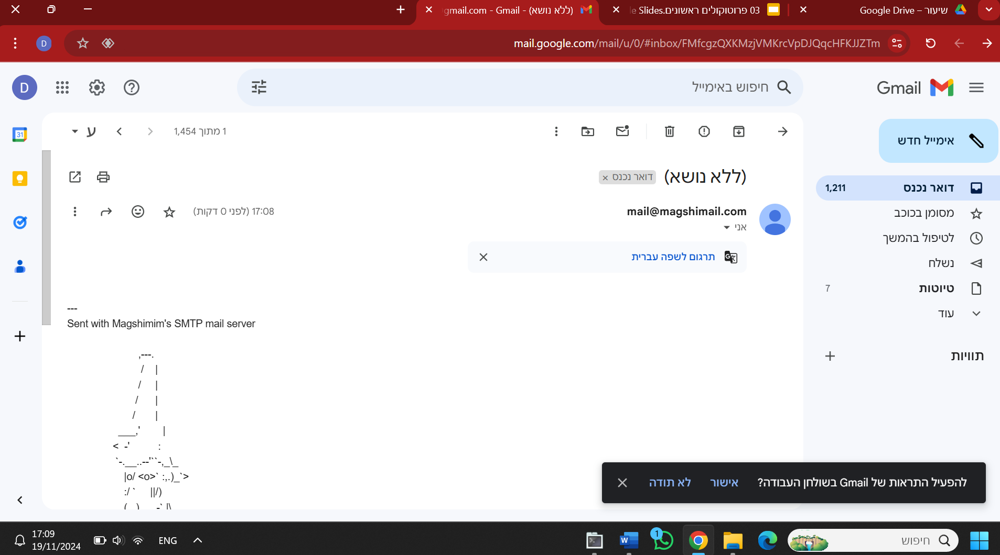 (ללא נושא) - gmail.com - Gmail
03 פרוטוקולים ראשונים.Slides
שיעור – Google Drive
D
mail.google.com/mail/u/0/#inbox/FMfcgzQXKMzjVMKrcVpDJQqcHFKJJZTm
Gmail
חיפוש באימייל
D
אימייל חדש
דואר נכנס 1,211
מסומן בכוכב
לטיפול בהמשך
נשלח
טיוטות 7
עוד
תוויות
1 מתוך 1,454
ע
31
(ללא נושא) דואר נכנס ×
mail@magshimail.com
17:08 (לפני 0 דקות)
אני
תרגום לשפה עברית
---
Sent with Magshimim's SMTP mail server
,---.
/ |
/ |
/ |
/ |
___,' |
< -' :
`-.__..--'``-,_\_
|o/ <o>` :,.)_`>
:/ ` ||/)
(_.) -` |\
להפעיל התראות של Gmail בשולחן העבודה? אישור לא תודה
17:09
19/11/2024
ENG
W
1
חיפוש